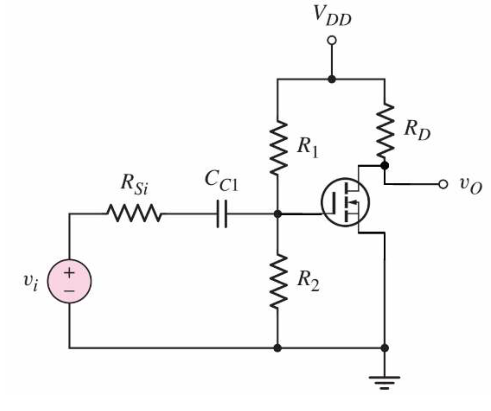 V_DD
R_D
R_1
R_Si
C_C1
v_O
v_i
+
−
R_2